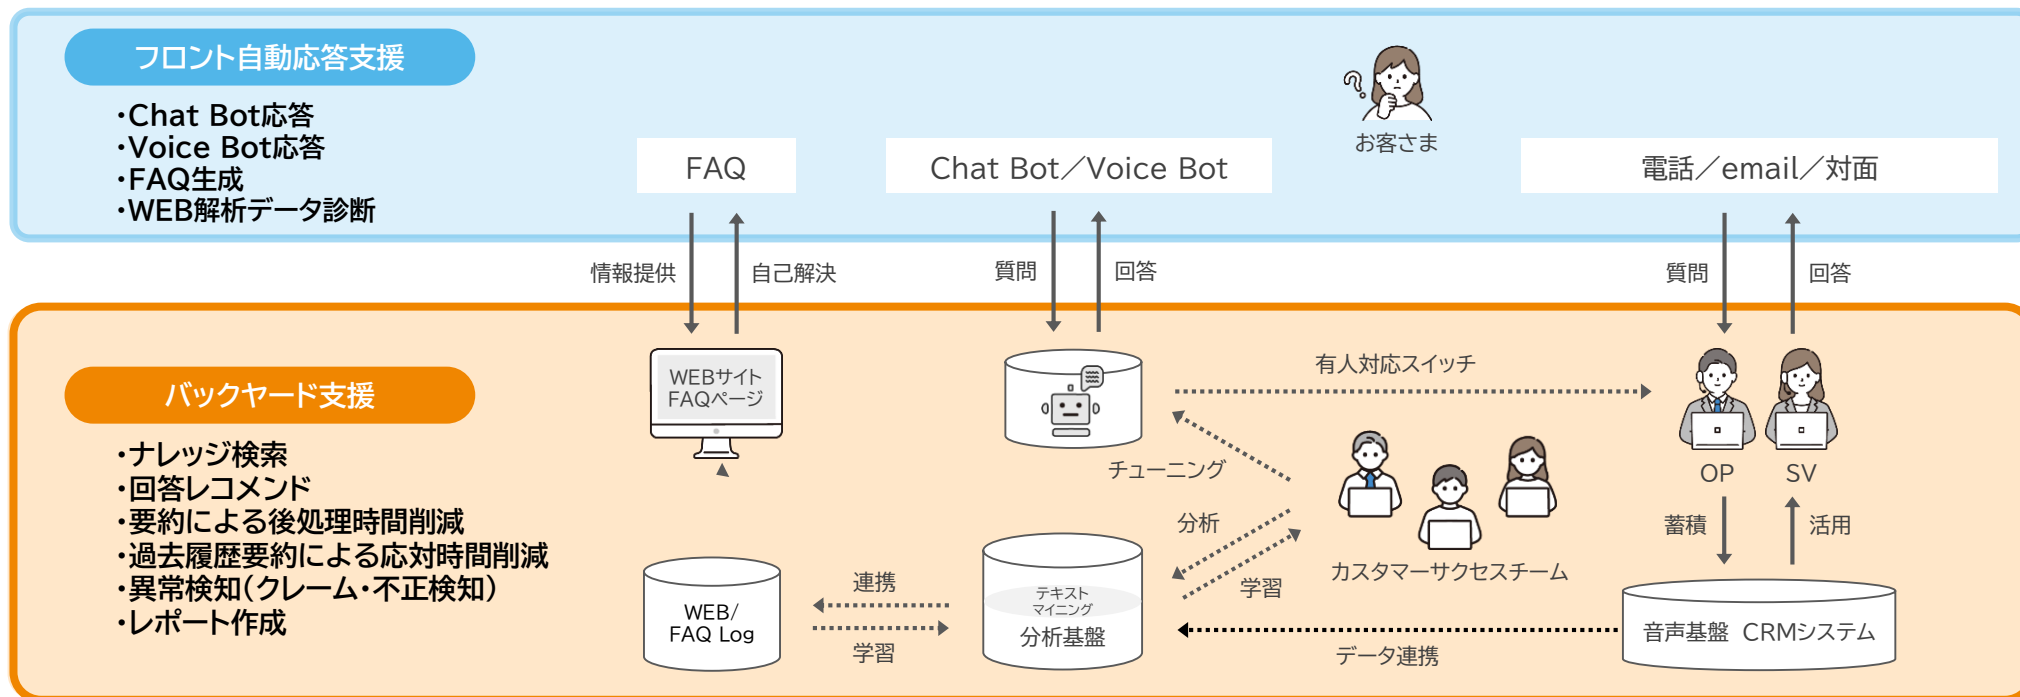 フロント自動応答支援
・Chat Bot応答
・Voice Bot応答
・FAQ生成
・WEB解析データ診断
お客さま
FAQ
Chat Bot／Voice Bot
電話／email／対面
情報提供
自己解決
質問
回答
質問
回答
バックヤード支援
・ナレッジ検索
・回答レコメンド
・要約による後処理時間削減
・過去履歴要約による応対時間削減
・異常検知（クレーム・不正検知）
・レポート作成
WEBサイト
FAQページ
有人対応スイッチ
チューニング
OP
SV
分析
学習
カスタマーサクセスチーム
蓄積
活用
WEB/
FAQ Log
連携
学習
テキスト
マイニング
分析基盤
データ連携
音声基盤 CRMシステム